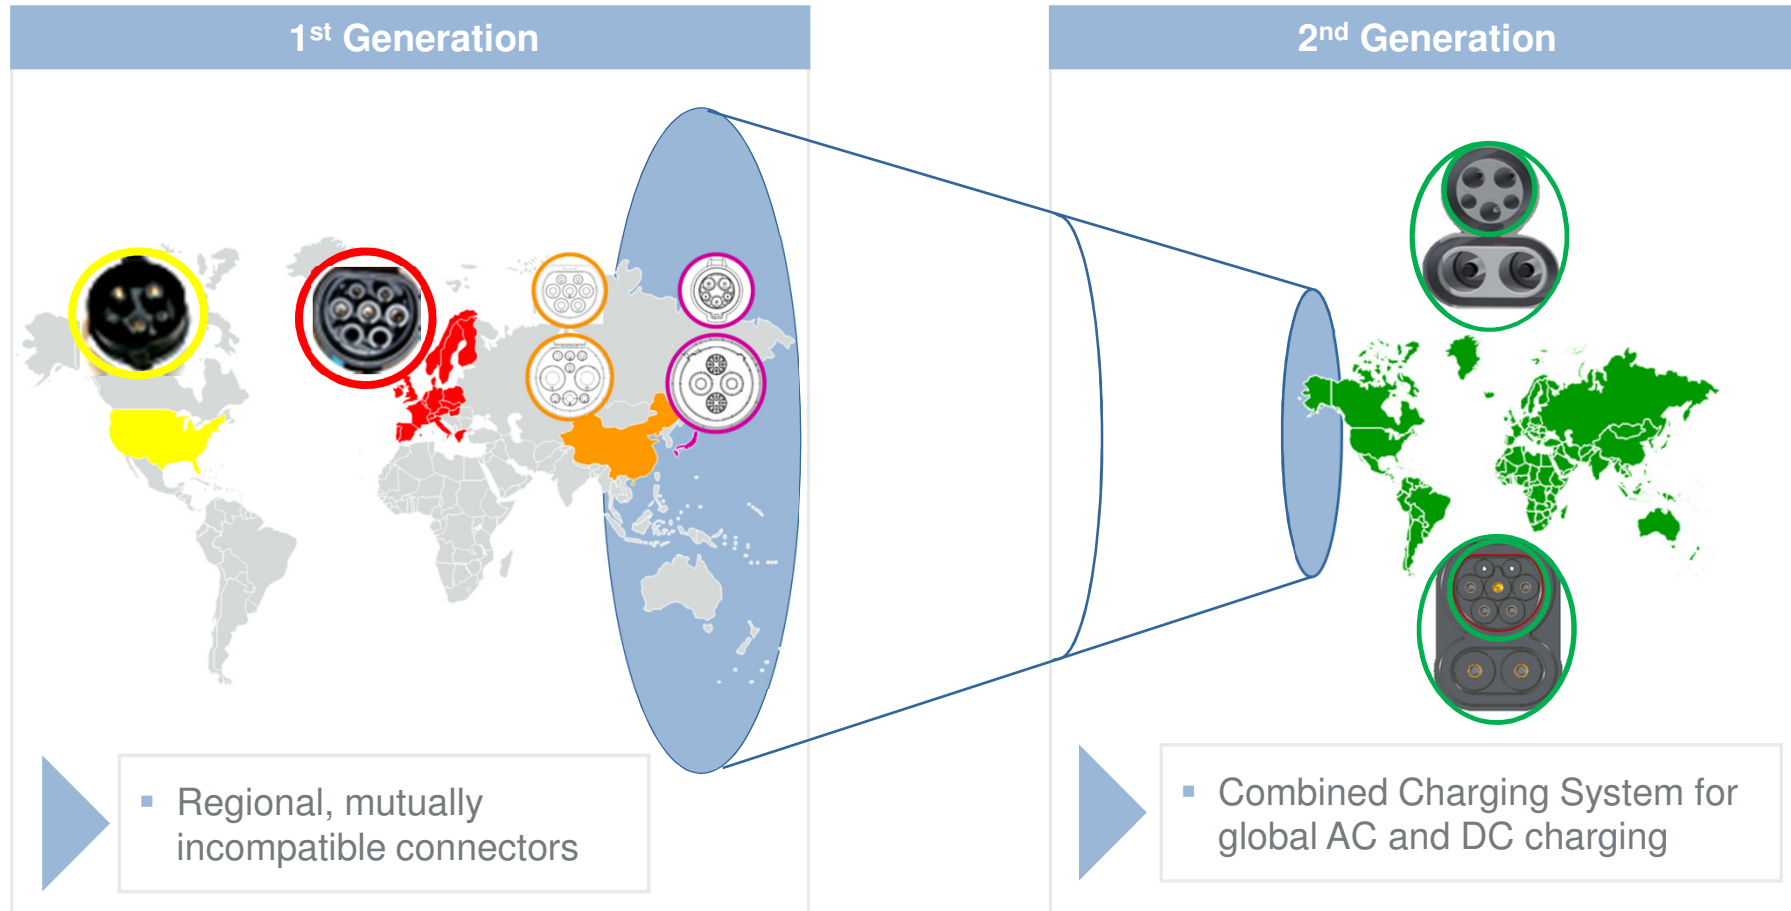 1st Generation
2nd Generation
▪ Regional, mutually
incompatible connectors
▪ Combined Charging System for
global AC and DC charging